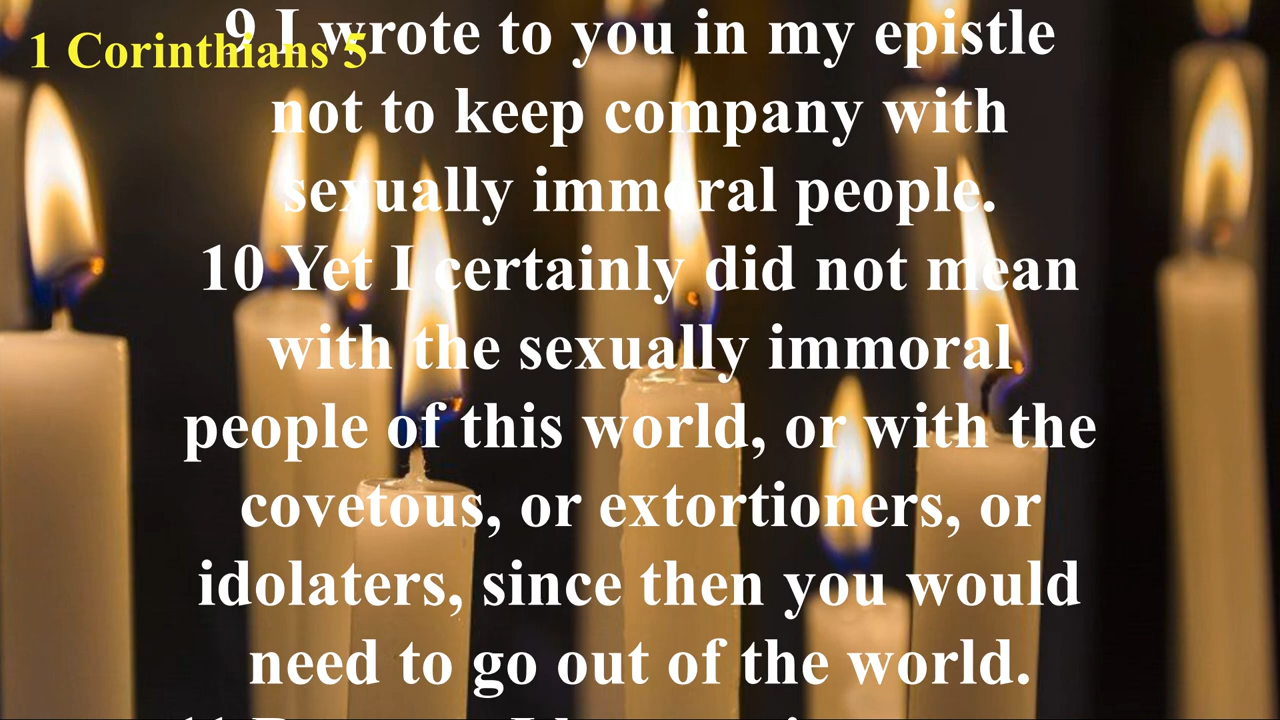 1 Corinthians 5
9 I wrote to you in my epistle
not to keep company with
sexually immoral people.
10 Yet I certainly did not mean
with the sexually immoral
people of this world, or with the
covetous, or extortioners, or
idolaters, since then you would
need to go out of the world.